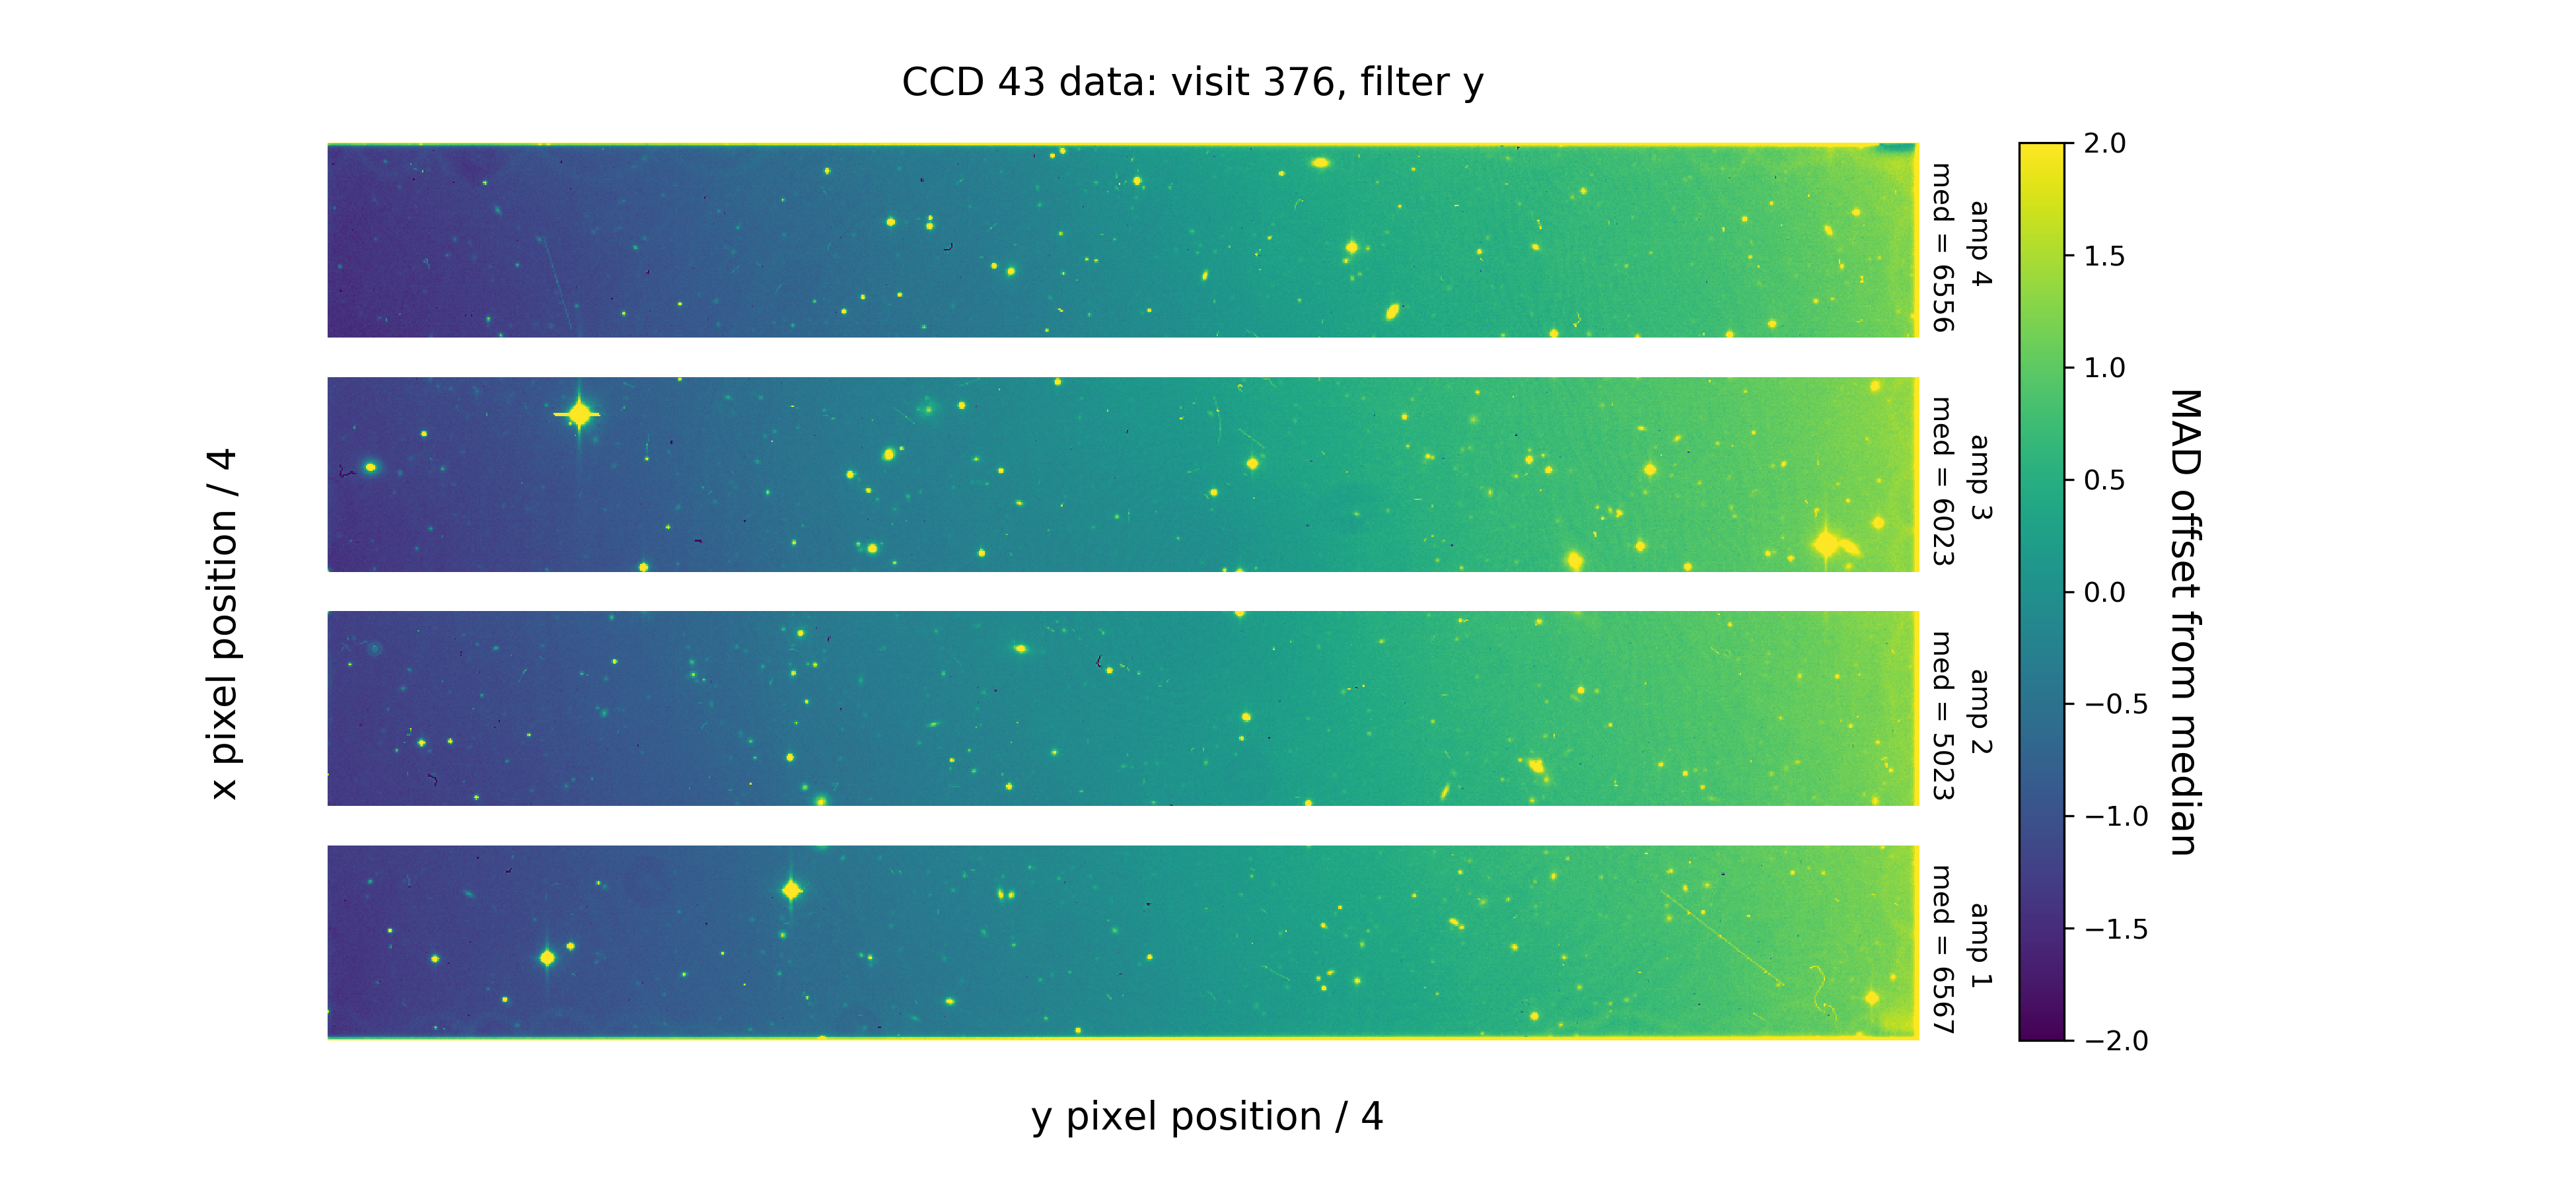 CCD 43 data: visit 376, filter y
x pixel position / 4
amp 4
med = 6556
amp 3
med = 6023
amp 2
med = 5023
amp 1
med = 6567
y pixel position / 4
2.0
1.5
1.0
0.5
0.0
−0.5
−1.0
−1.5
−2.0
MAD offset from median